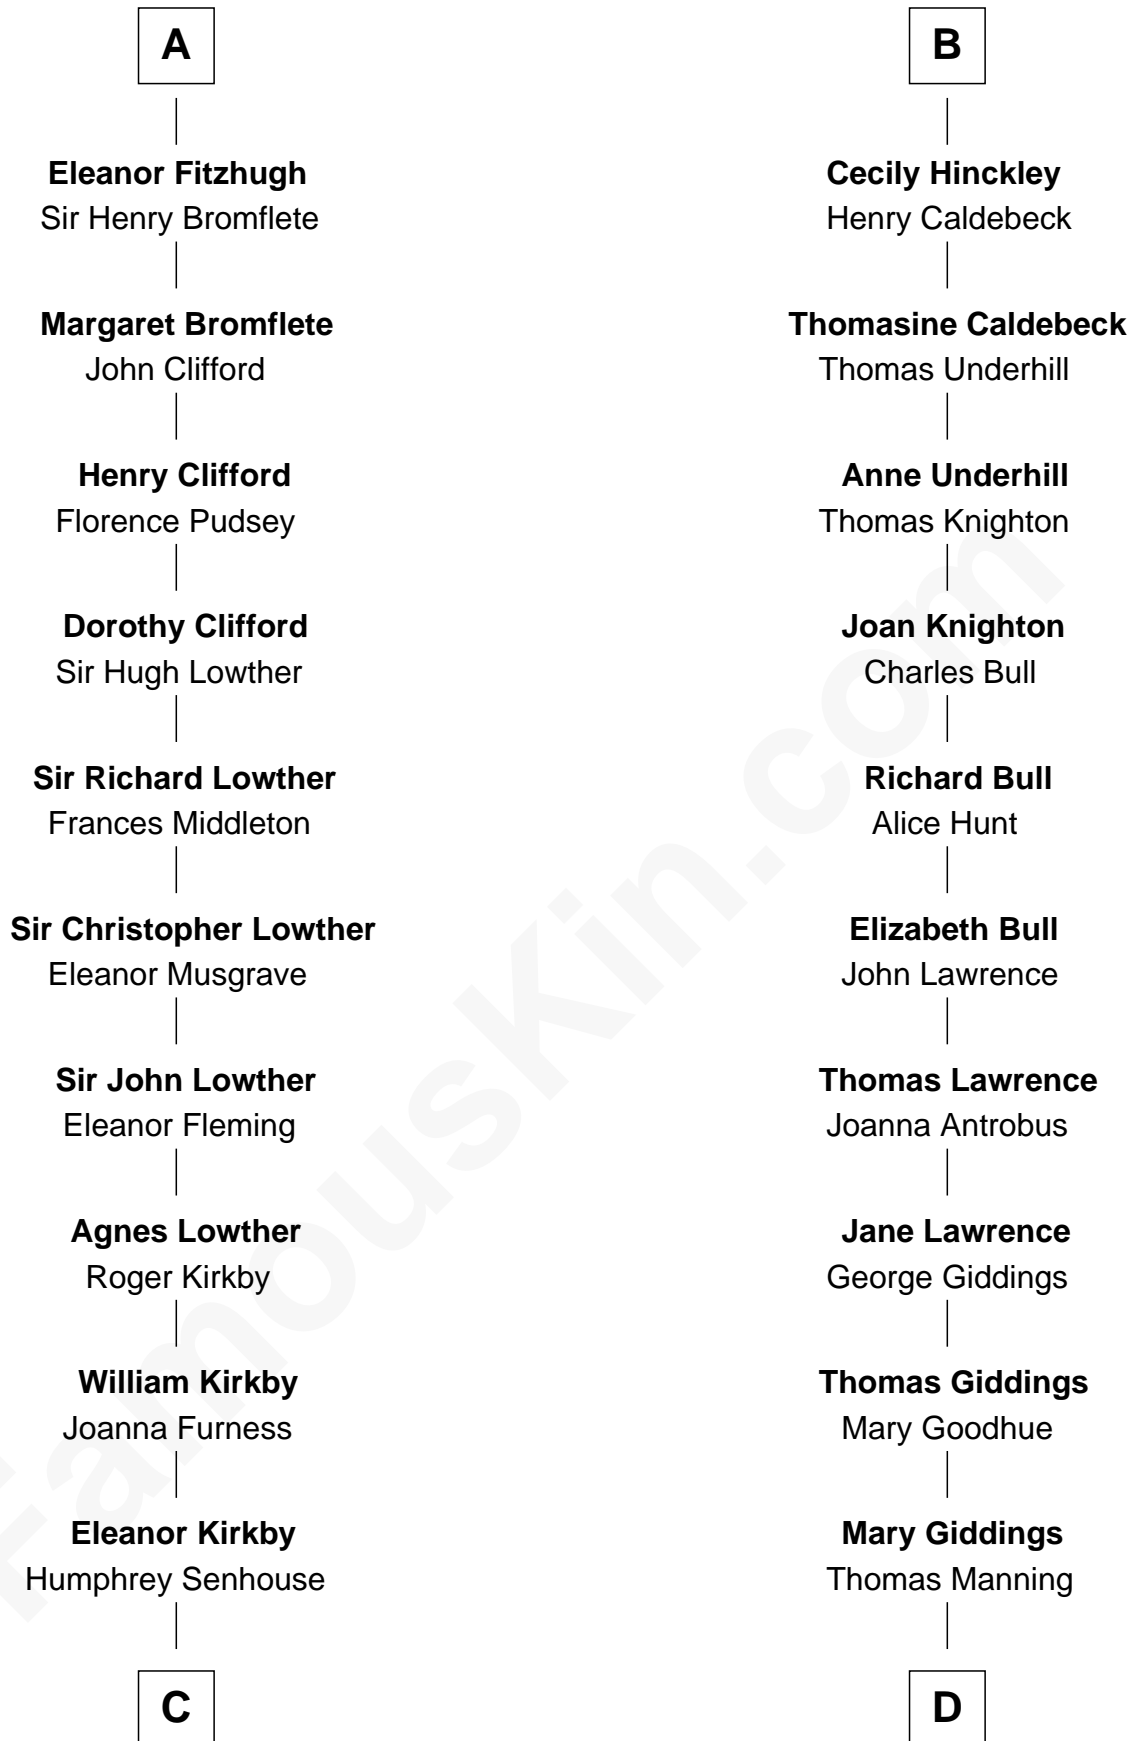 A
Eleanor Fitzhugh
Sir Henry Bromflete
Margaret Bromflete
John Clifford
Henry Clifford
Florence Pudsey
Dorothy Clifford
Sir Hugh Lowther
Sir Richard Lowther
Frances Middleton
Sir Christopher Lowther
Eleanor Musgrave
Sir John Lowther
Eleanor Fleming
Agnes Lowther
Roger Kirkby
William Kirkby
Joanna Furness
Eleanor Kirkby
Humphrey Senhouse
C
B
Cecily Hinckley
Henry Caldebeck
Thomasine Caldebeck
Thomas Underhill
Anne Underhill
Thomas Knighton
Joan Knighton
Charles Bull
Richard Bull
Alice Hunt
Elizabeth Bull
John Lawrence
Thomas Lawrence
Joanna Antrobus
Jane Lawrence
George Giddings
Thomas Giddings
Mary Goodhue
Mary Giddings
Thomas Manning
D
FamousKin.com